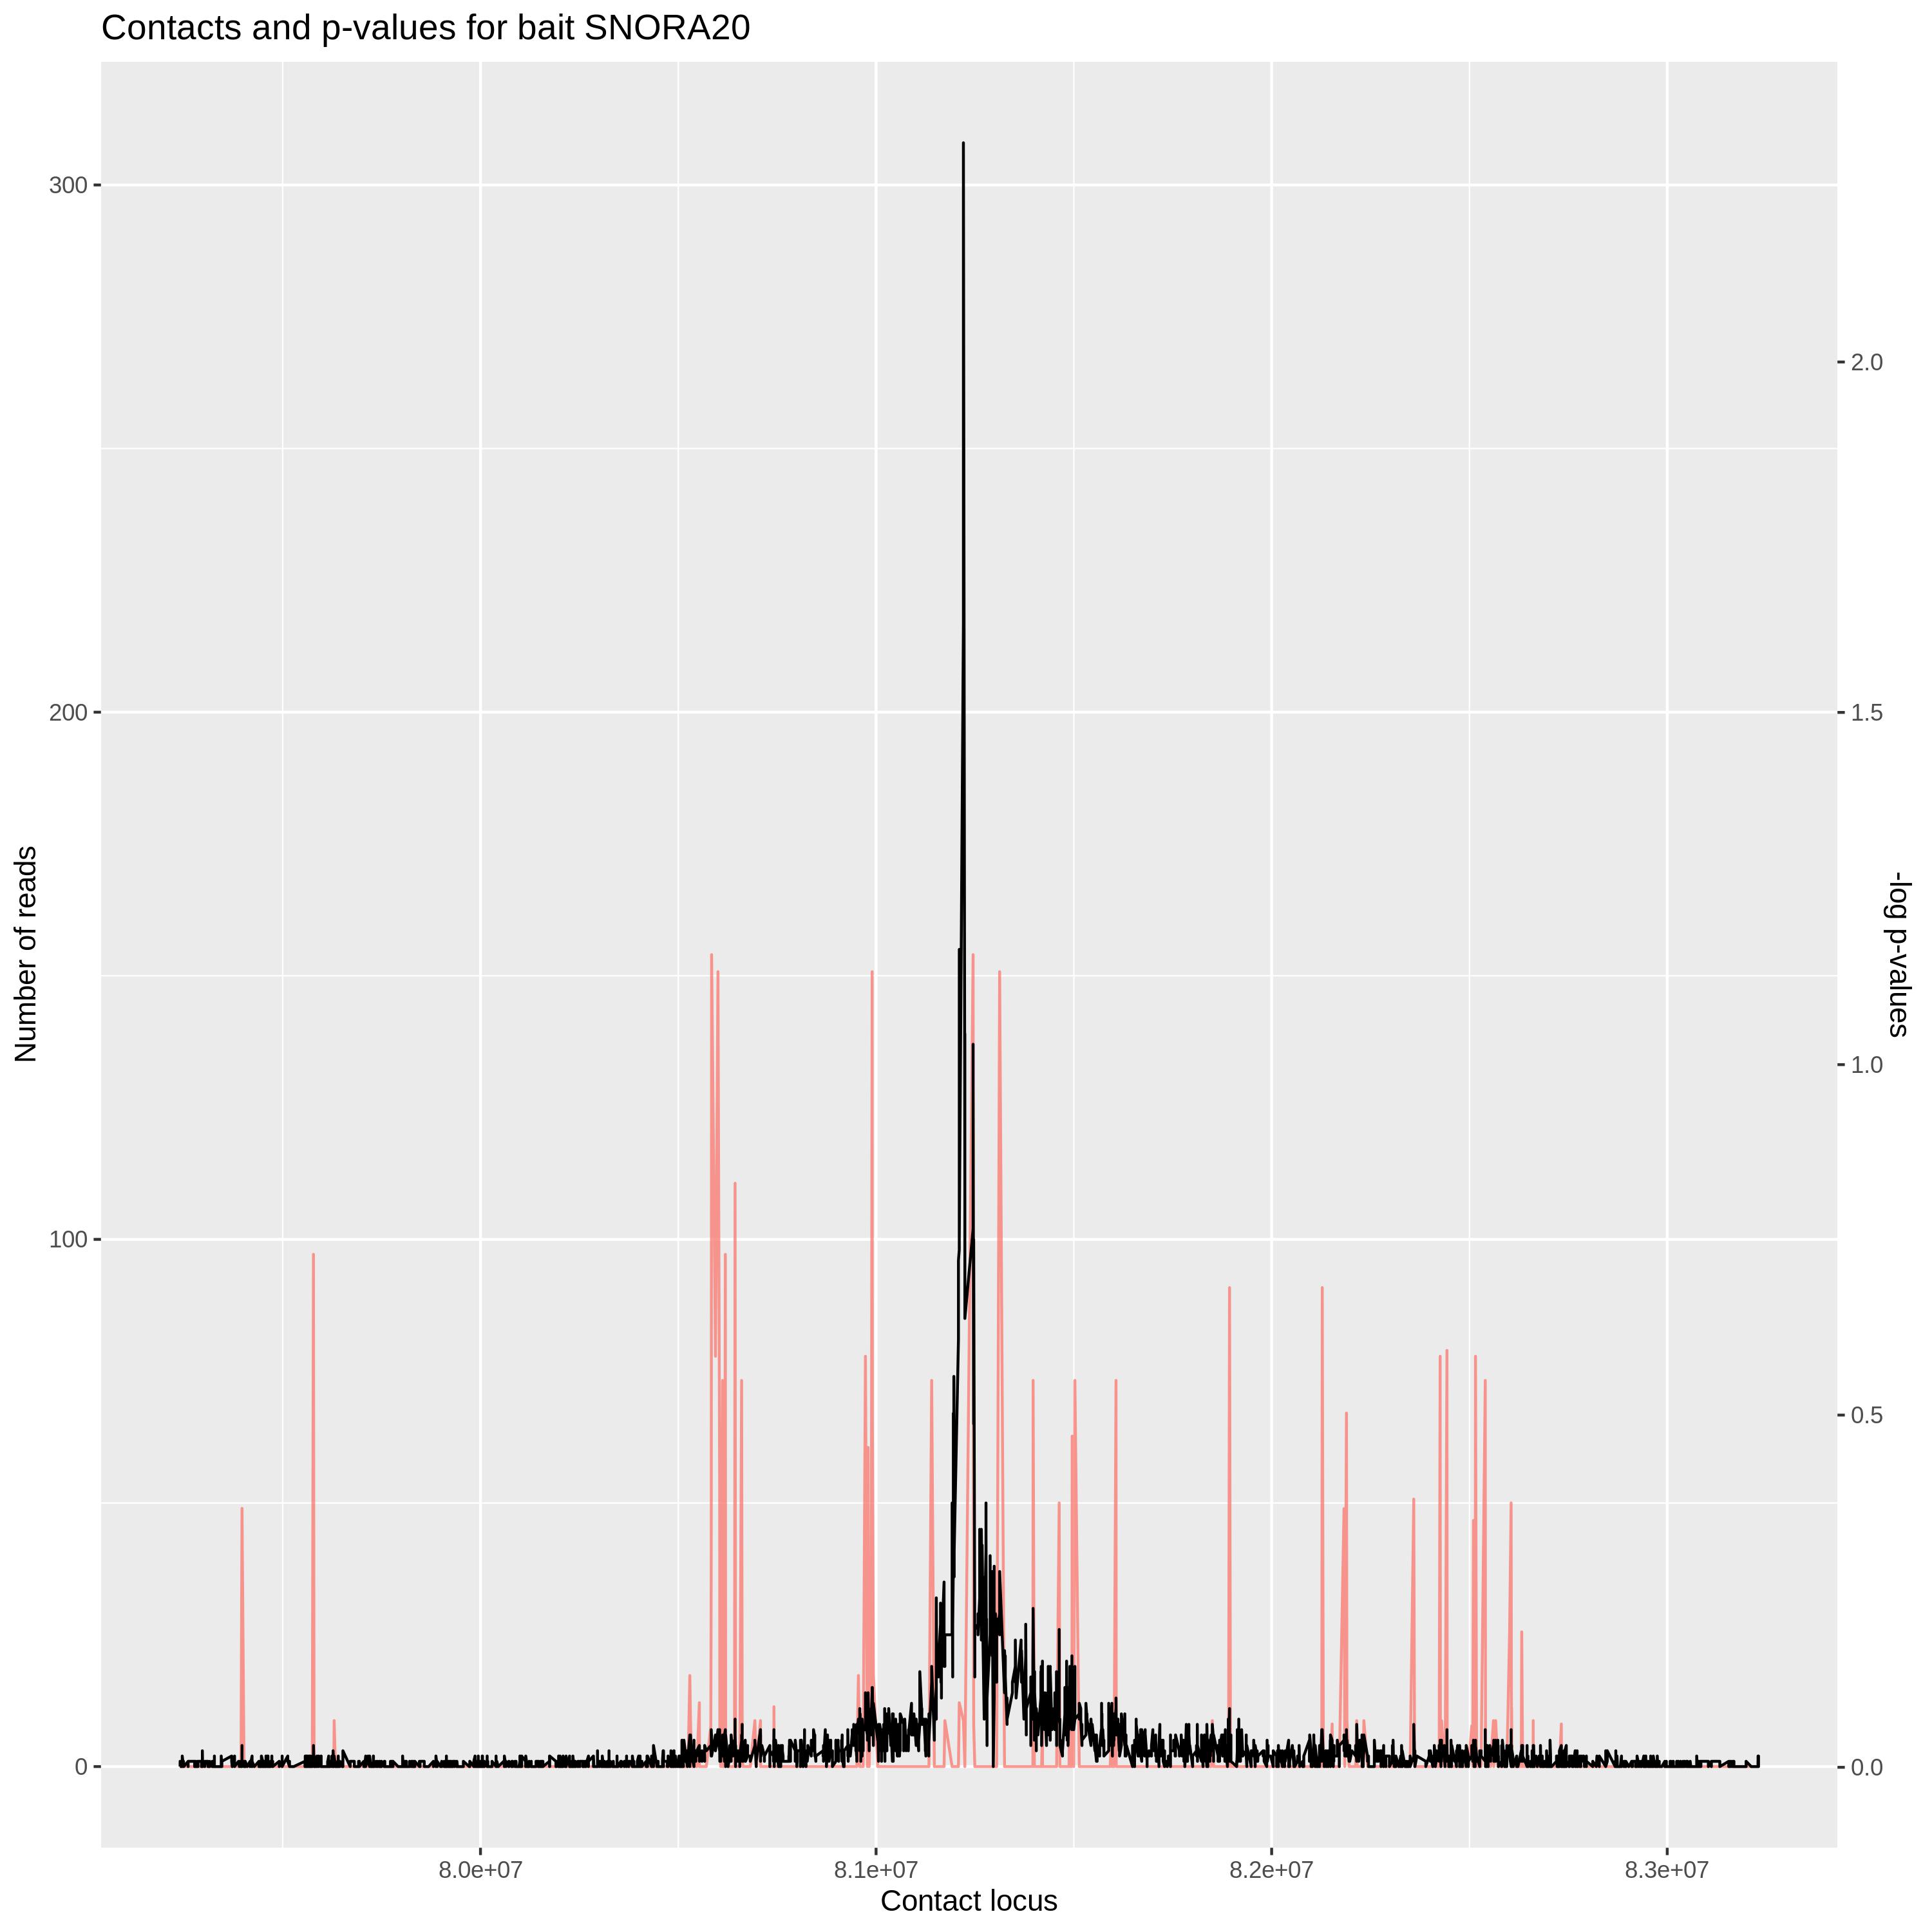 Contacts and p-values for bait SNORA20
Number of reads
300
200
100
0
2.0
1.5
1.0
0.5
0.0
-log p-values
8.0e+07 8.1e+07 8.2e+07 8.3e+07
Contact locus